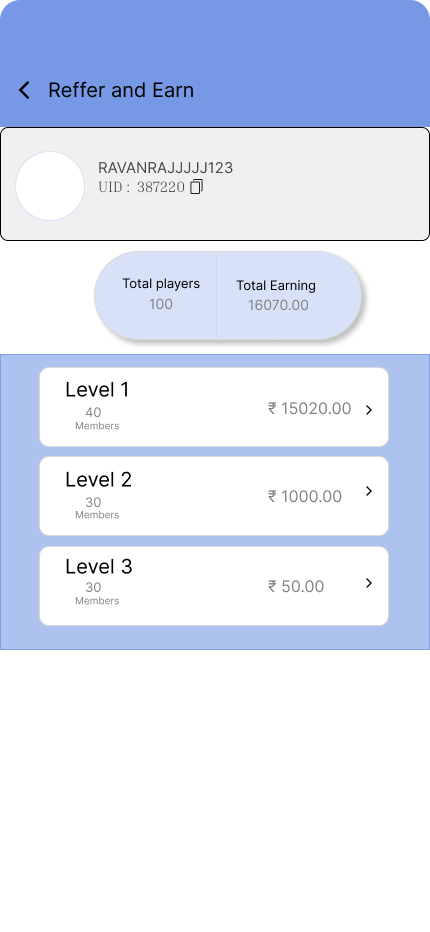 Reffer and Earn
RAVANRAJJJJJ123
UID : 387220
Total players
100
Total Earning
16070.00
Level 1
40
Members
₹ 15020.00
Level 2
30
Members
₹ 1000.00
Level 3
30
Members
₹ 50.00